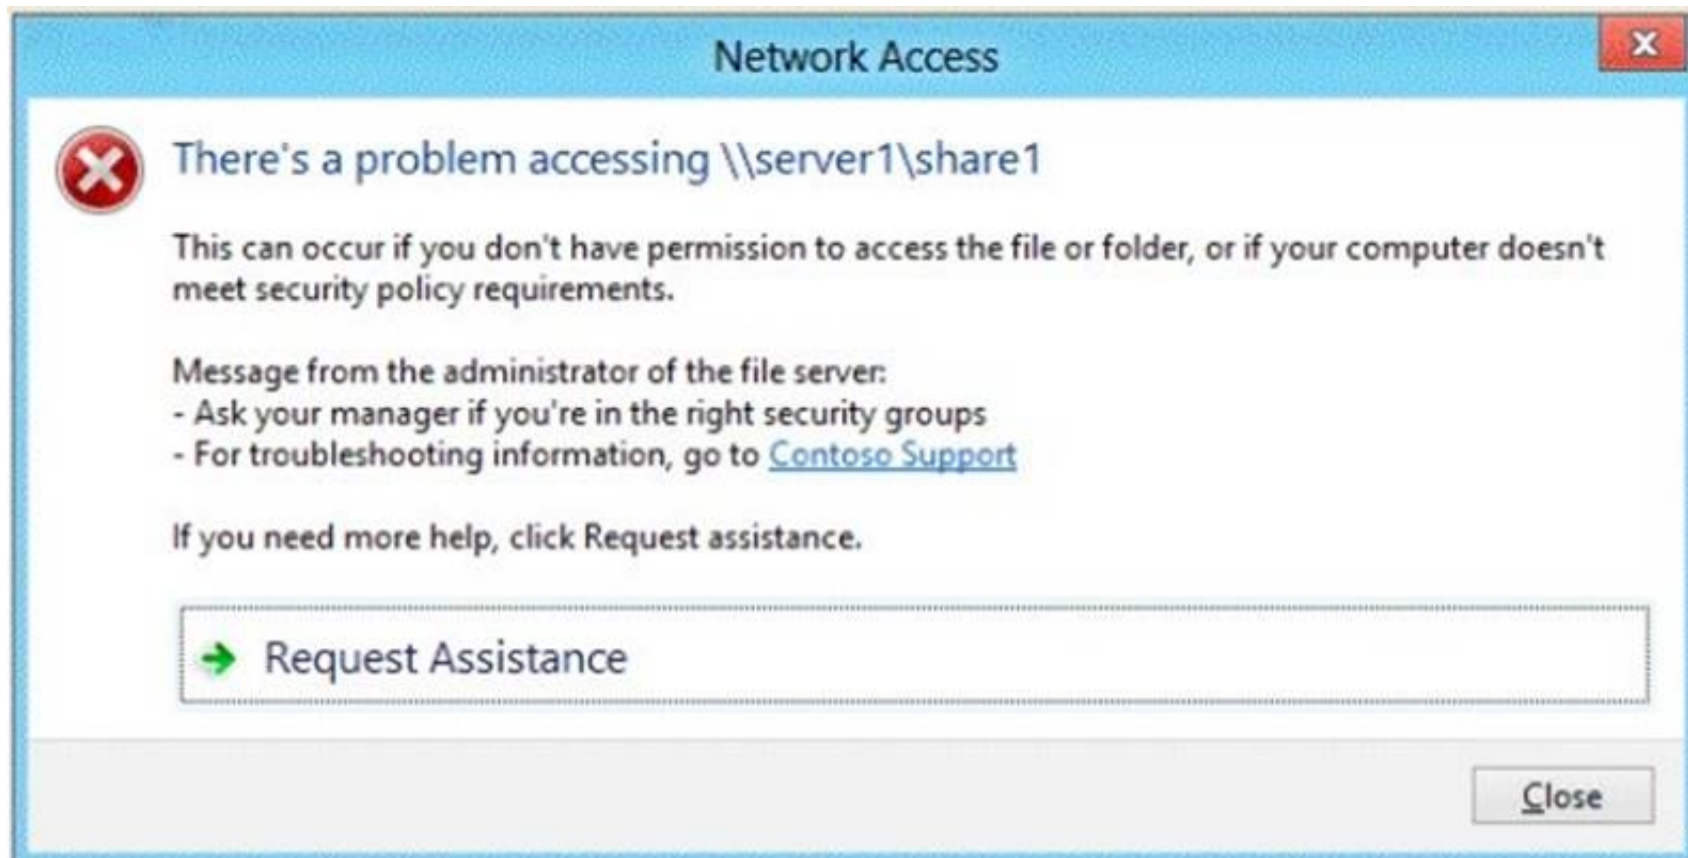 Network Access
There's a problem accessing \\server1\share1
This can occur if you don't have permission to access the file or folder, or if your computer doesn't
meet security policy requirements.
Message from the administrator of the file server:
- Ask your manager if you're in the right security groups
- For troubleshooting information, go to Contoso Support
If you need more help, click Request assistance.
Request Assistance
Close